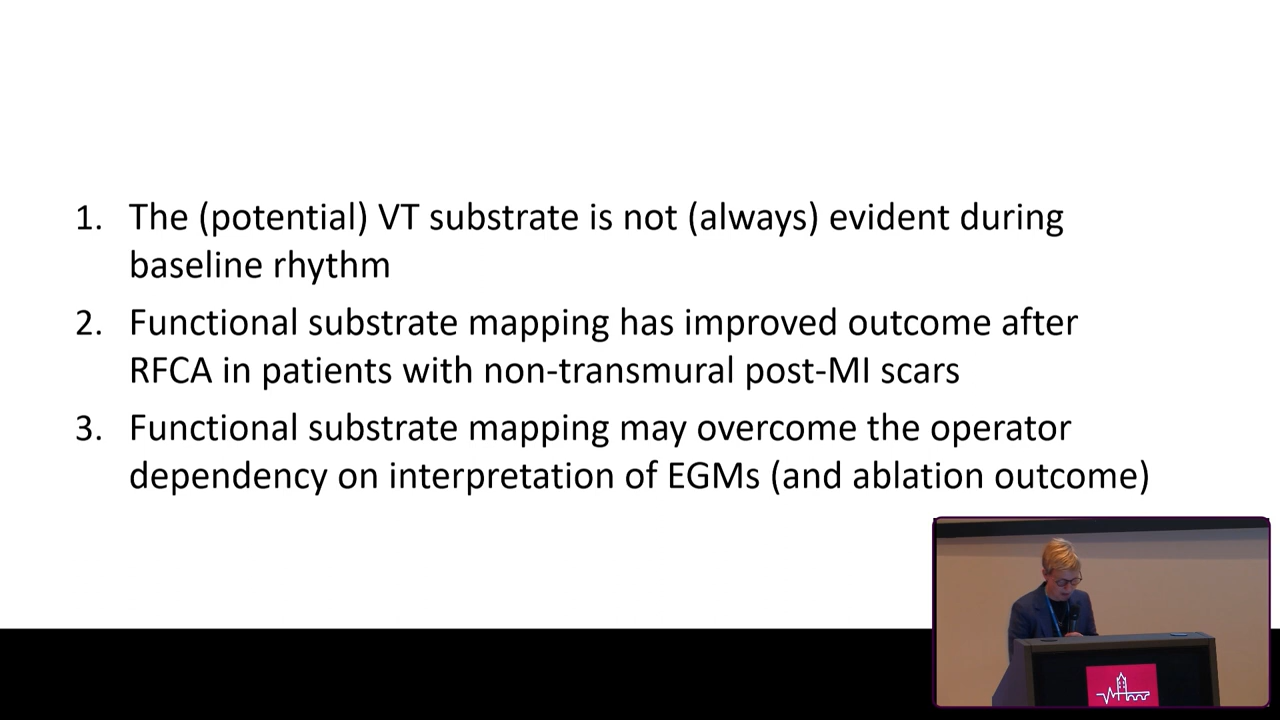 1. The (potential) VT substrate is not (always) evident during
baseline rhythm
2. Functional substrate mapping has improved outcome after
RFCA in patients with non-transmural post-MI scars
3. Functional substrate mapping may overcome the operator
dependency on interpretation of EGMs (and ablation outcome)